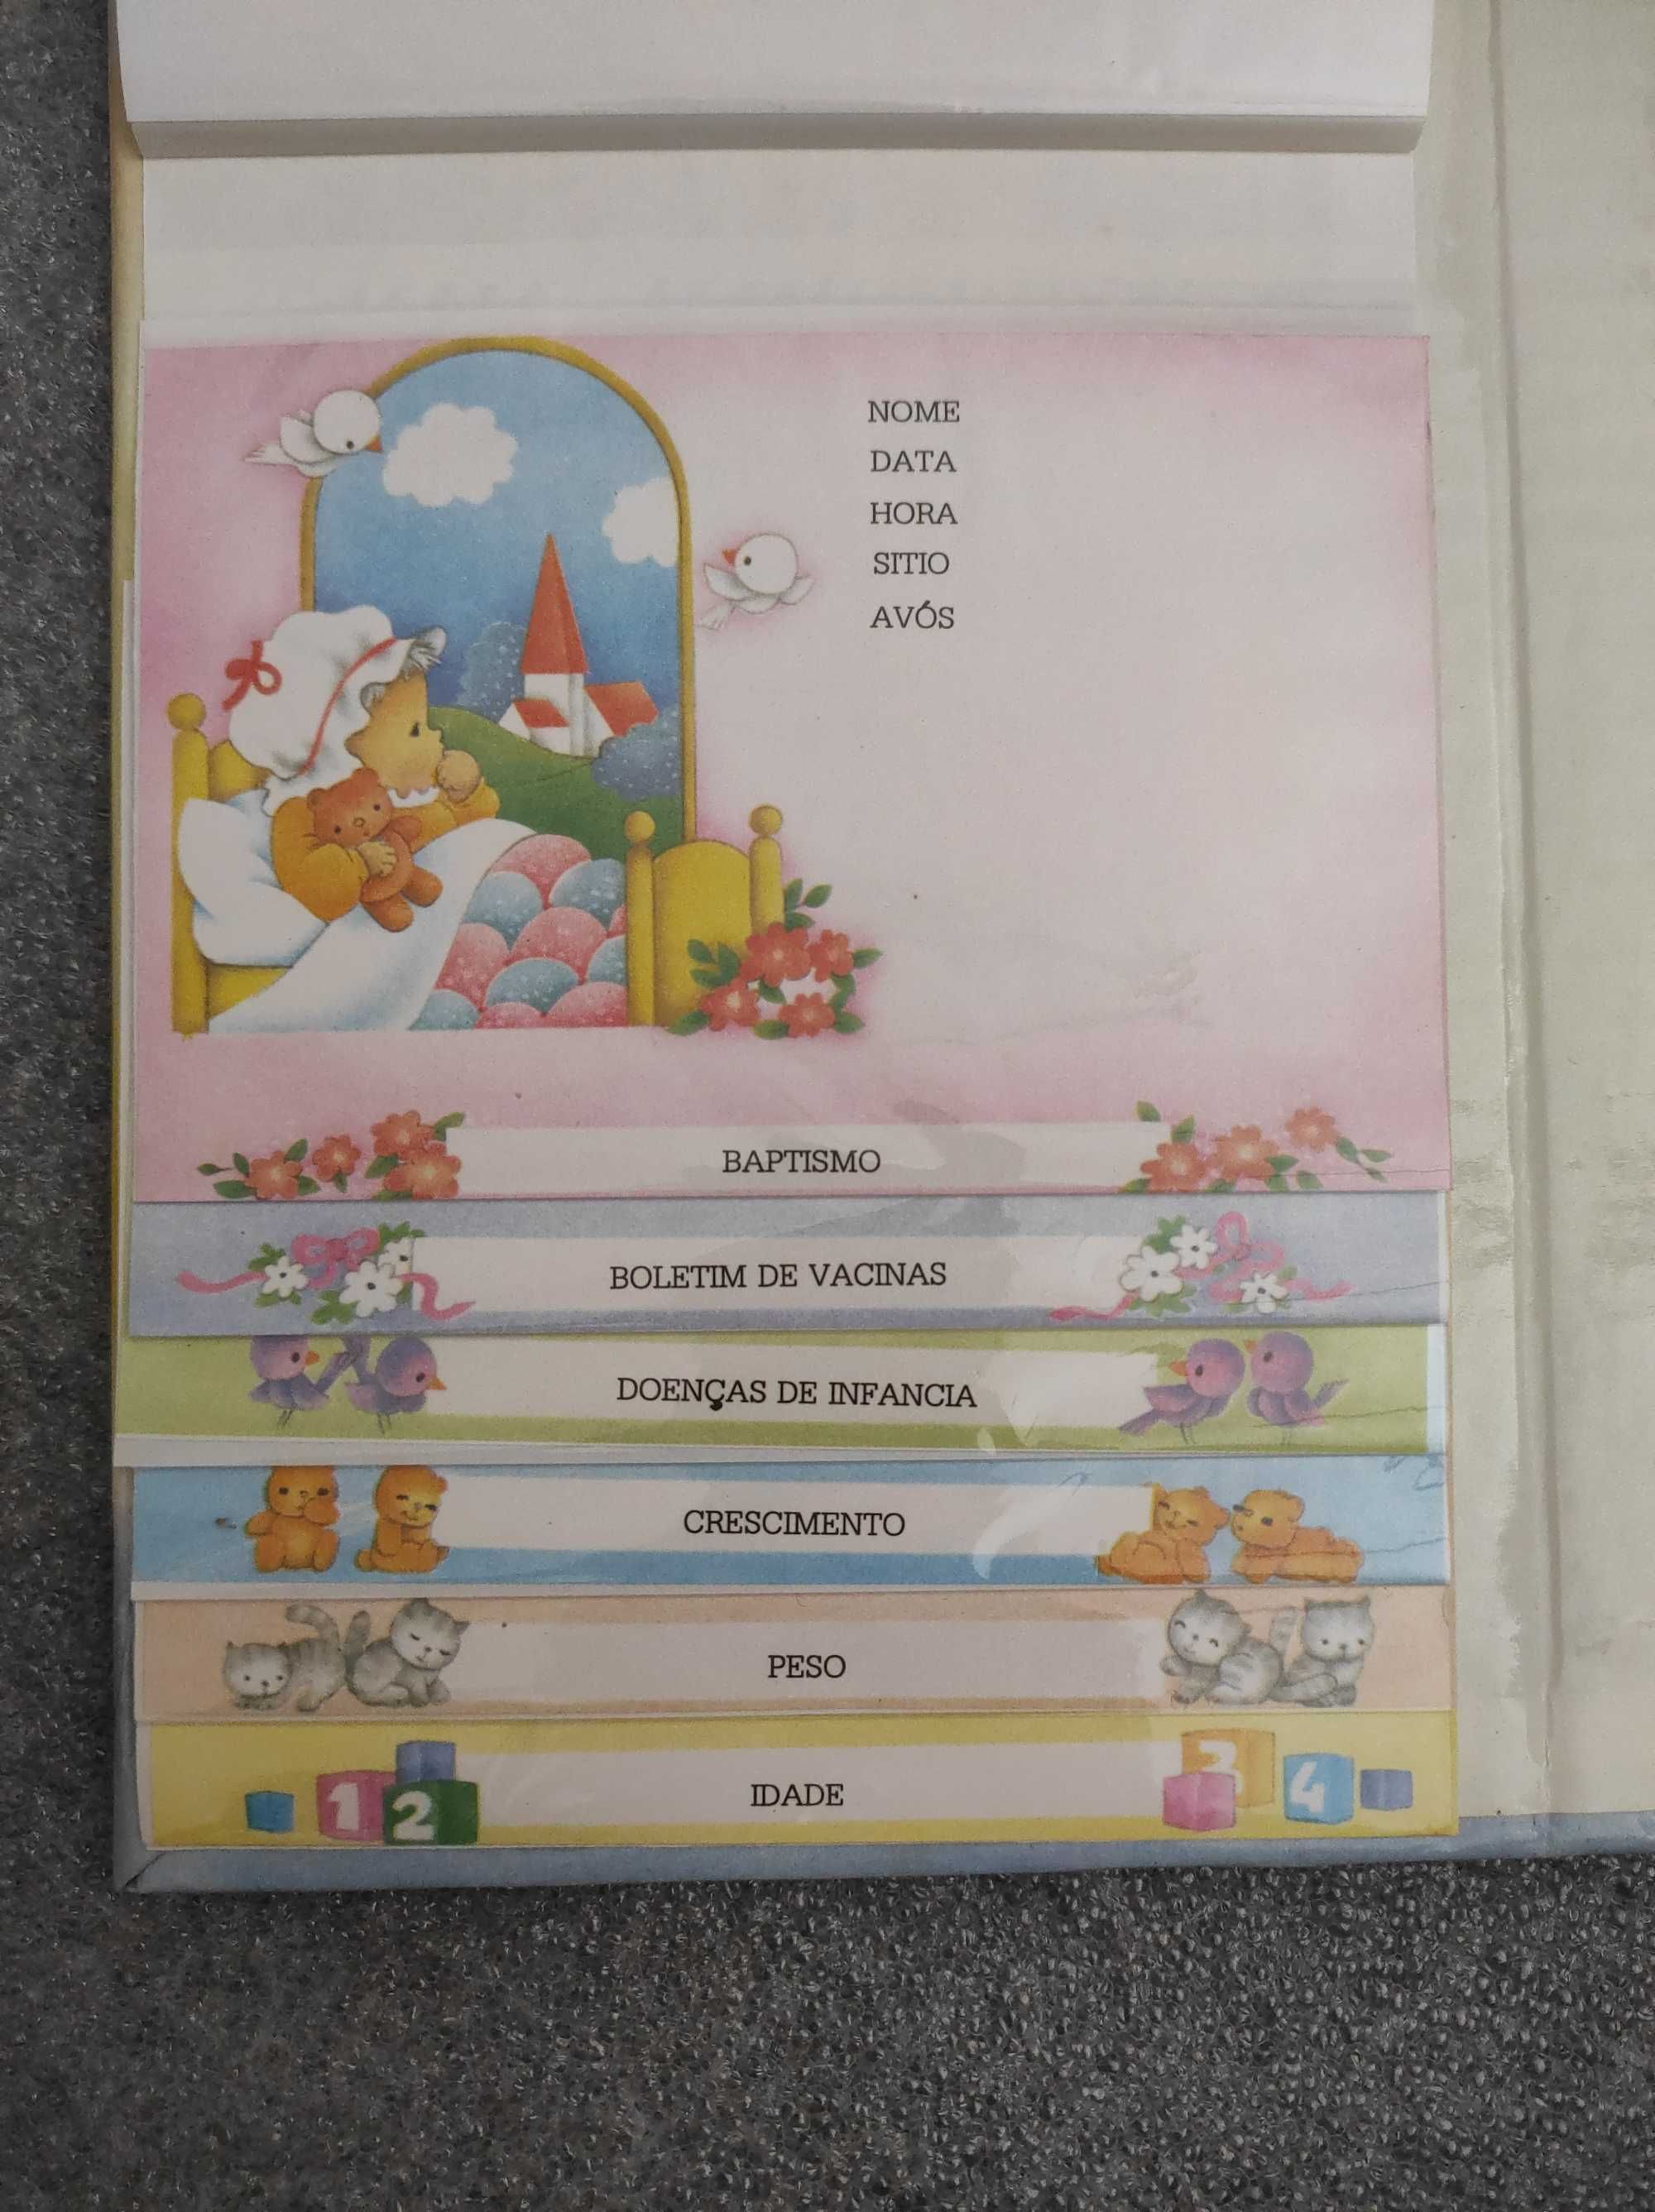 NOME
DATA
HORA
SITIO
AVÓS
BAPTISMO
BOLETIM DE VACINAS
DOENÇAS DE INFANCIA
CRESCIMENTO
PESO
IDADE
1
2
3
4